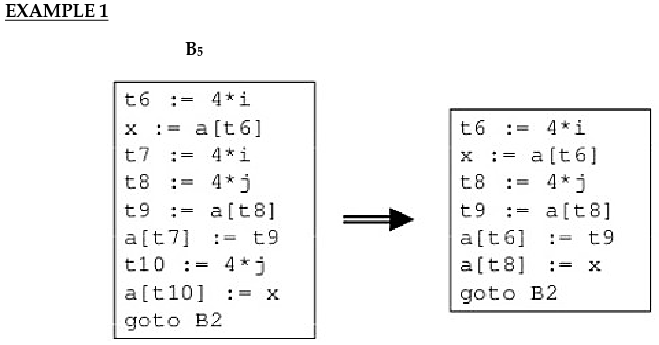 EXAMPLE 1
B5
t6 := 4*i
x := a[t6]
t7 := 4*i
t8 := 4*j
t9 := a[t8]
a[t7] := t9
t10 := 4*j
a[t10] := x
goto B2
t6 := 4*i
x := a[t6]
t8 := 4*j
t9 := a[t8]
a[t6] := t9
a[t8] := x
goto B2